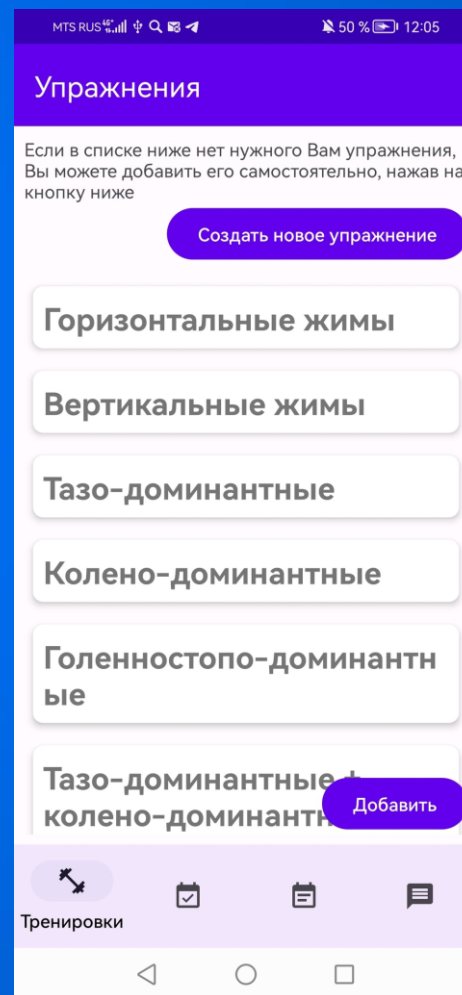 MTS RUS 50 % 12:05
Упражнения
Если в списке ниже нет нужного Вам упражнения,
Вы можете добавить его самостоятельно, нажав на
кнопку ниже
Создать новое упражнение
Горизонтальные жимы
Вертикальные жимы
Тазо-доминантные
Колено-доминантные
Голенностопо-доминантн
ые
Тазо-доминантные +
колено-доминантн
Добавить
Тренировки